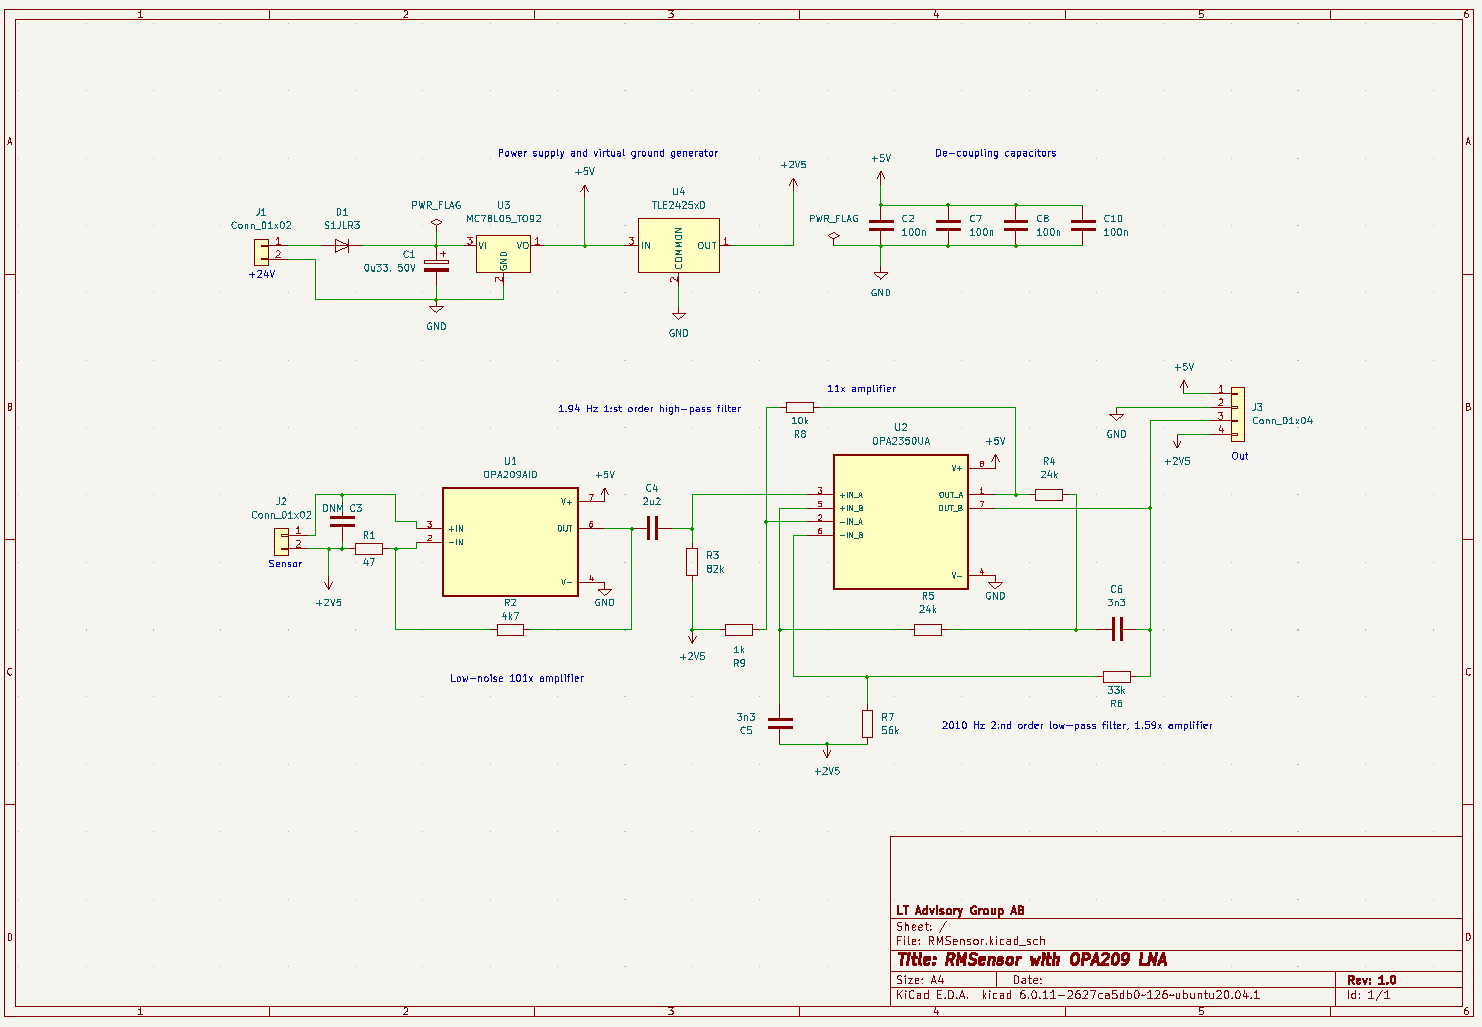 1 2 3 4 5 6
A A
B B
C C
D D
1 2 3 4 5 6
Power supply and virtual ground generator
De-coupling capacitors
J1
Conn_01x02
1
2
+24V
D1
S1JLR3
PWR_FLAG
C1
+
0u33, 50V
GND
U3
MC78L05_TO92
3 VI VO 1
GND
2
+5V
U4
TLE2425xD
3 IN OUT 1
COMMON
2
GND
+2V5
PWR_FLAG
+5V
C2
100n
C7
100n
C8
100n
C10
100n
GND
11x amplifier
1.94 Hz 1:st order high-pass filter
J2
Conn_01x02
1
2
Sensor
DNM C3
R1
47
+2V5
U1
OPA209AID
3 +IN
2 -IN
V+ 7
OUT 6
V- 4
+5V
GND
R2
4k7
Low-noise 101x amplifier
C4
2u2
R3
82k
+2V5
1k
R9
10k
R8
U2
OPA2350UA
3 +IN_A
5 +IN_B
2 -IN_A
6 -IN_B
V+ 8
OUT_A 1
OUT_B 7
V- 4
+5V
GND
R4
24k
R5
24k
C6
3n3
33k
R6
3n3
C5
R7
56k
+2V5
2010 Hz 2:nd order low-pass filter, 1.59x amplifier
+5V
GND
+2V5
1
2
3
4
J3
Conn_01x04
Out
LT Advisory Group AB
Sheet: /
File: RMSensor.kicad_sch
Title: RMSensor with OPA209 LNA
Size: A4 Date: Rev: 1.0
KiCad E.D.A. kicad 6.0.11-2627ca5db0~126~ubuntu20.04.1 Id: 1/1